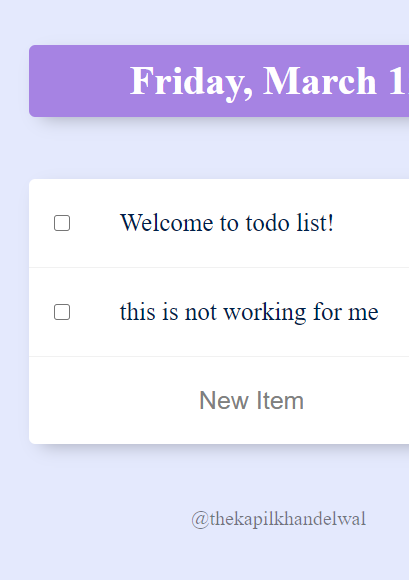 Friday, March 1
Welcome to todo list!
this is not working for me
New Item
@thekapilkhandelwal